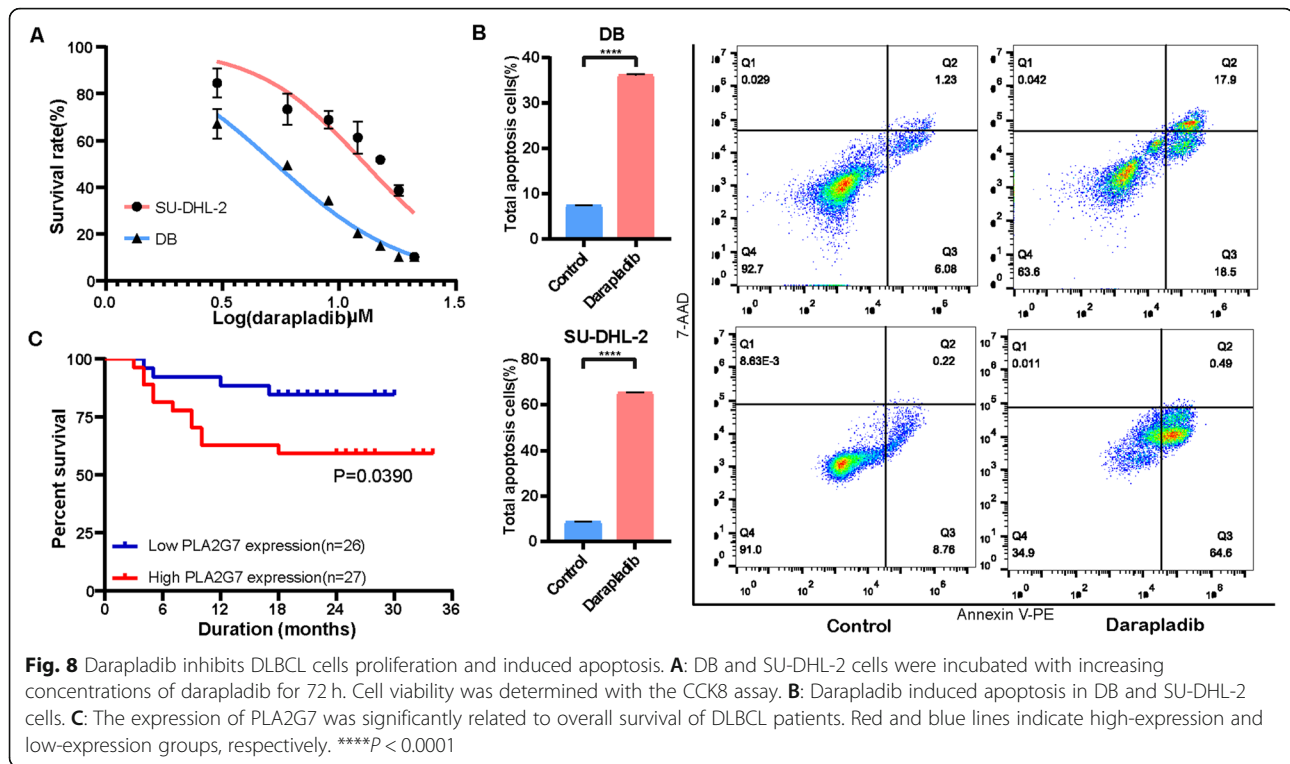 A
100
80
60
40
20
0
Survival rate(%)
SU-DHL-2
DB
0.0
0.5
1.0
1.5
Log(darapladib)μM
B
DB
****
40
30
20
10
0
Total apoptosis cells(%)
Control
Darapladib
SU-DHL-2
****
80
60
40
20
0
Total apoptosis cells(%)
Control
Darapladib
Q1
0.029
Q2
1.23
Q4
92.7
Q3
6.08
Q1
0.042
Q2
17.9
Q4
63.6
Q3
18.5
Q1
8.63E-3
Q2
0.22
Q4
91.0
Q3
8.76
Q1
0.011
Q2
0.49
Q4
34.9
Q3
64.6
7-AAD
Annexin V-PE
Control
Darapladib
C
100
75
50
25
0
Percent survival
P=0.0390
Low PLA2G7 expression(n=26)
High PLA2G7 expression(n=27)
0
6
12
18
24
30
36
Duration (months)
Fig. 8 Darapladib inhibits DLBCL cells proliferation and induced apoptosis. A: DB and SU-DHL-2 cells were incubated with increasing
concentrations of darapladib for 72 h. Cell viability was determined with the CCK8 assay. B: Darapladib induced apoptosis in DB and SU-DHL-2
cells. C: The expression of PLA2G7 was significantly related to overall survival of DLBCL patients. Red and blue lines indicate high-expression and
low-expression groups, respectively. ****P < 0.0001